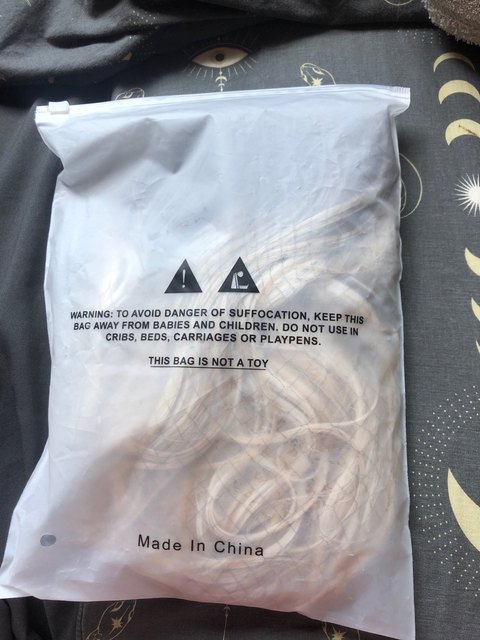 WARNING: TO AVOID DANGER OF SUFFOCATION, KEEP THIS
BAG AWAY FROM BABIES AND CHILDREN. DO NOT USE IN
CRIBS, BEDS, CARRIAGES OR PLAYPENS.
THIS BAG IS NOT A TOY
Made In China